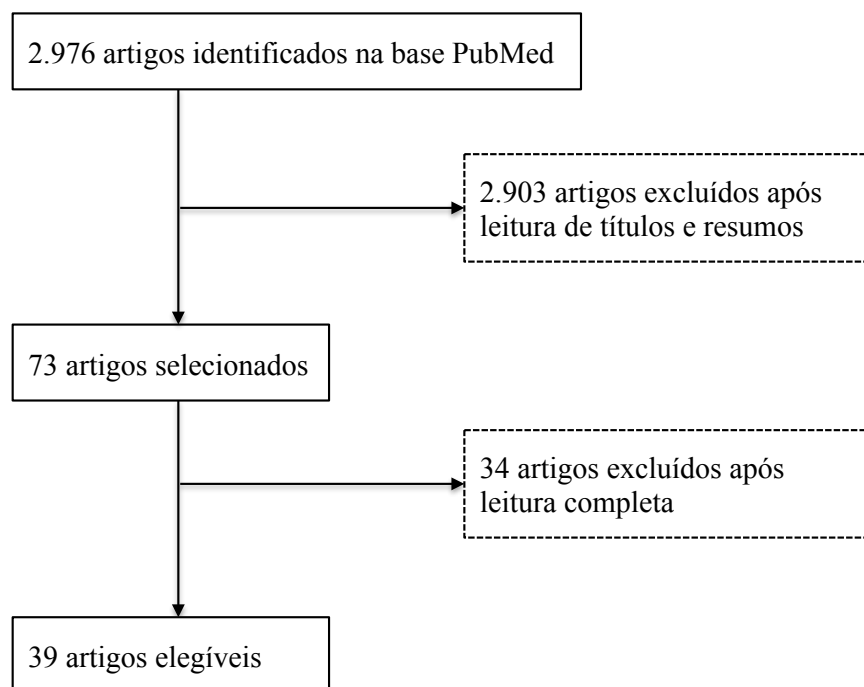 2.976 artigos identificados na base PubMed
2.903 artigos excluídos após
leitura de títulos e resumos
73 artigos selecionados
34 artigos excluídos após
leitura completa
39 artigos elegíveis